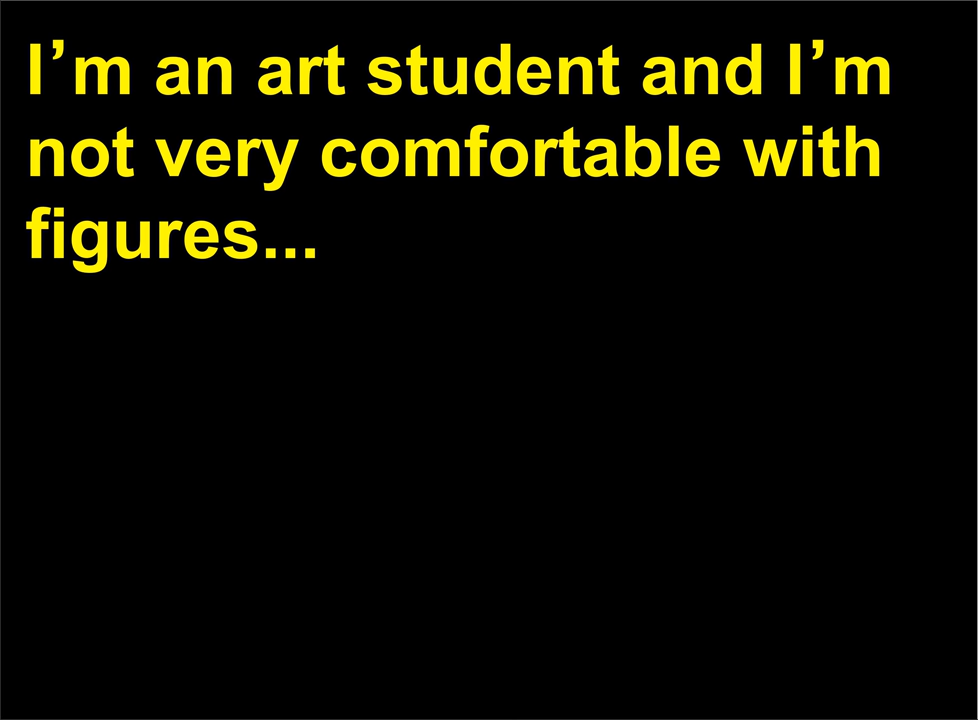 I’m an art student and I’m
not very comfortable with
figures...